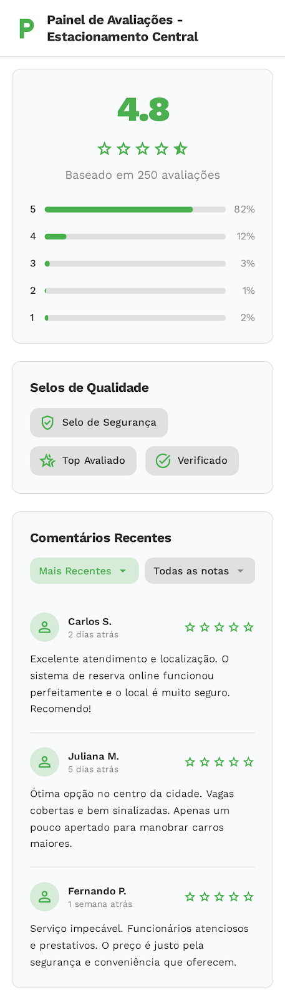 P
Painel de Avaliações -
Estacionamento Central
4.8
Baseado em 250 avaliações
5 82%
4 12%
3 3%
2 1%
1 2%
Selos de Qualidade
Selo de Segurança
Top Avaliado
Verificado
Comentários Recentes
Mais Recentes
Todas as notas
Carlos S.
2 dias atrás
Excelente atendimento e localização. O
sistema de reserva online funcionou
perfeitamente e o local é muito seguro.
Recomendo!
Juliana M.
5 dias atrás
Ótima opção no centro da cidade. Vagas
cobertas e bem sinalizadas. Apenas um
pouco apertado para manobrar carros
maiores.
Fernando P.
1 semana atrás
Serviço impecável. Funcionários atenciosos
e prestativos. O preço é justo pela
segurança e conveniência que oferecem.